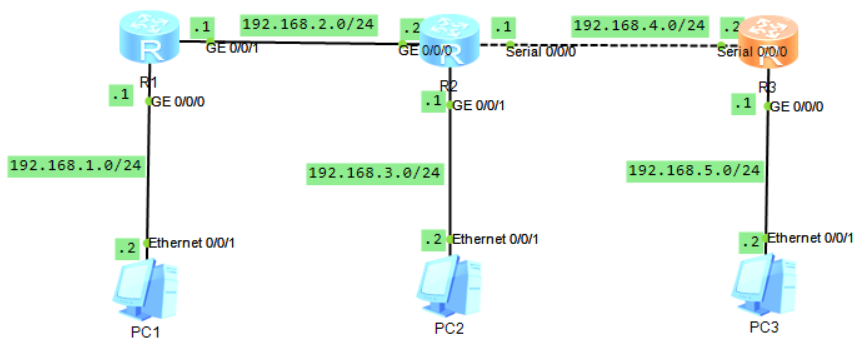 .1
192.168.2.0/24
.2
.1
192.168.4.0/24
.2
GE 0/0/1
GE 0/0/0
Serial 0/0/0
Serial 0/0/0
R
R
R
R1
R2
R3
.1
GE 0/0/0
.1
GE 0/0/1
.1
GE 0/0/0
192.168.1.0/24
192.168.3.0/24
192.168.5.0/24
.2
Ethernet 0/0/1
.2
Ethernet 0/0/1
.2
Ethernet 0/0/1
PC1
PC2
PC3